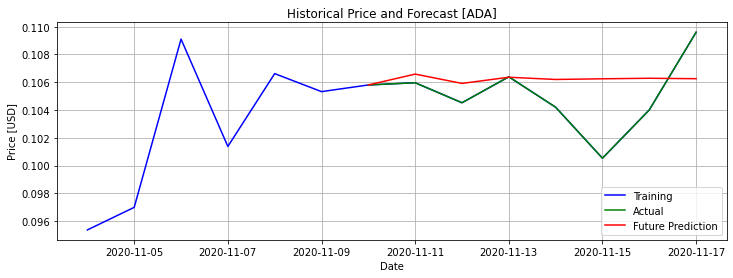 Historical Price and Forecast [ADA]
Price [USD]
0.110
0.108
0.106
0.104
0.102
0.100
0.098
0.096
Training
Actual
Future Prediction
2020-11-05 2020-11-07 2020-11-09 2020-11-11 2020-11-13 2020-11-15 2020-11-17
Date